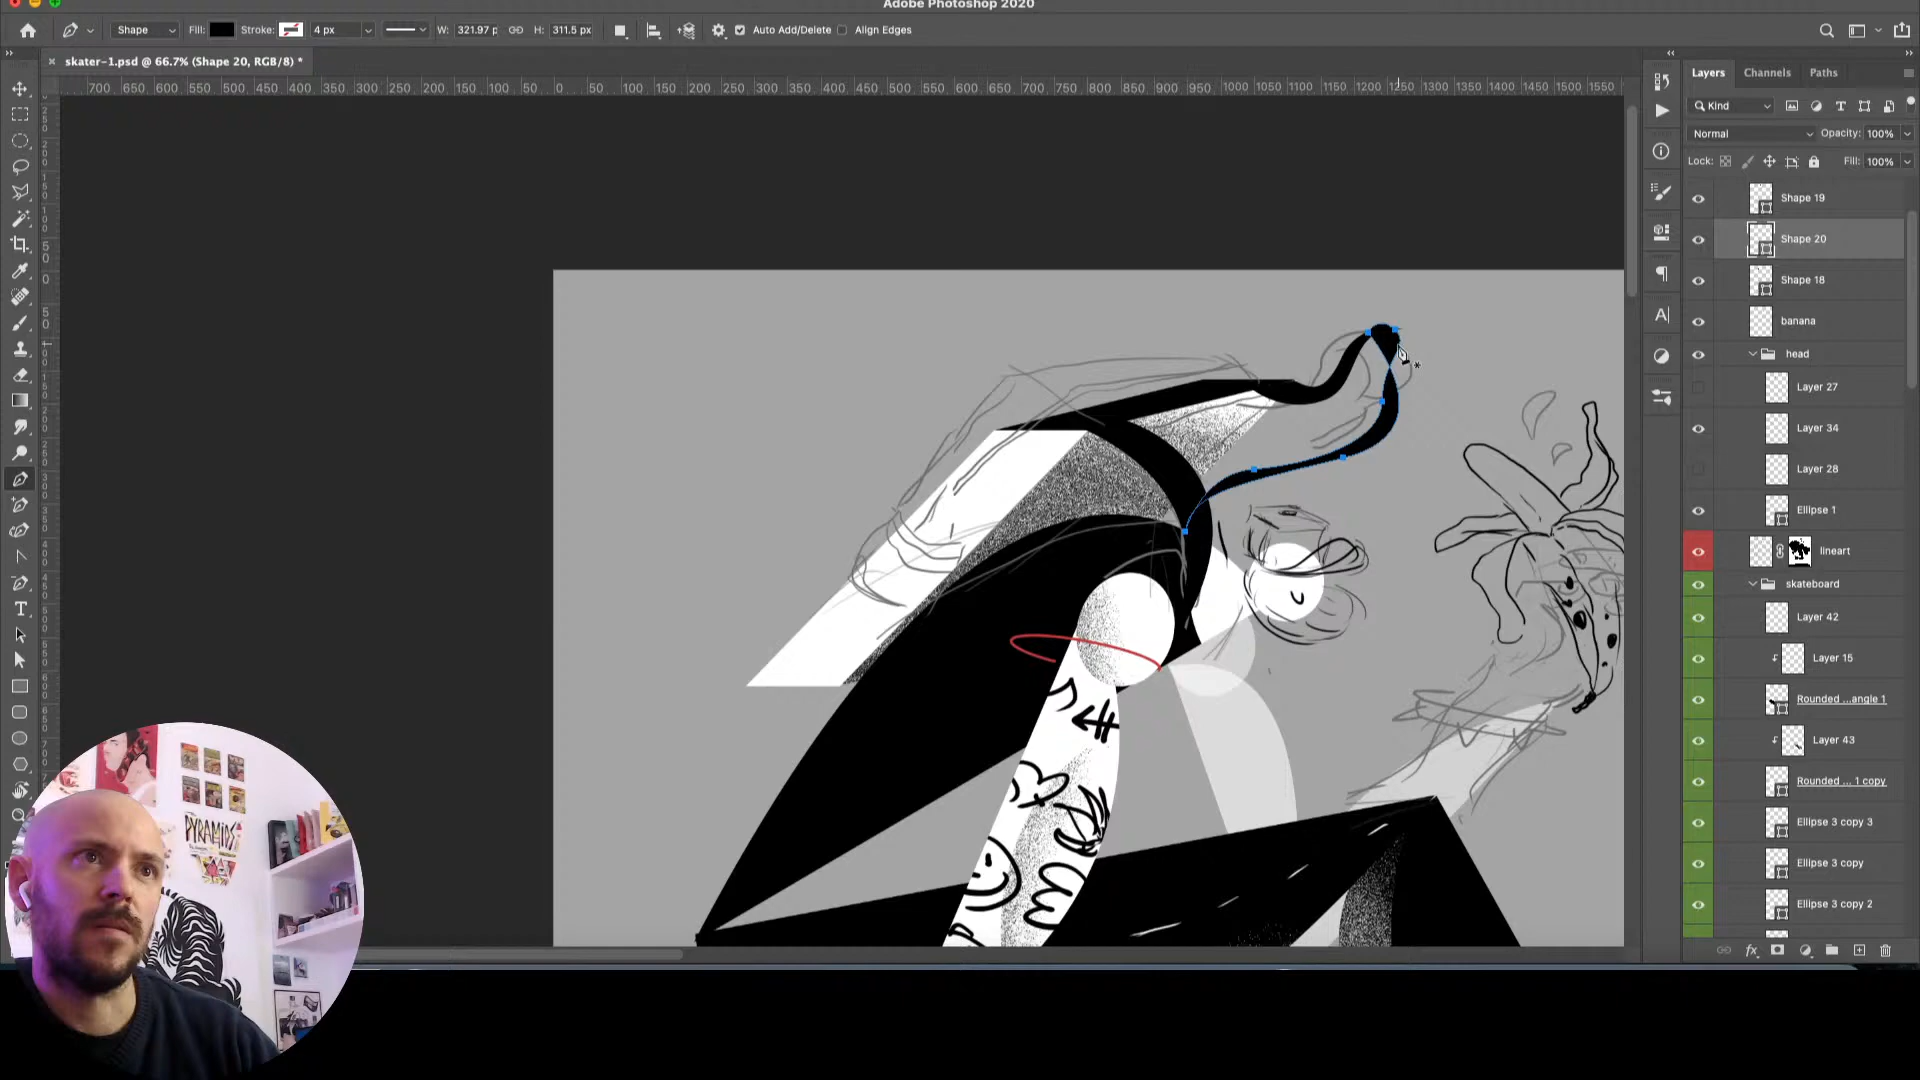 Adobe Photoshop 2020
Shape Fill: Stroke: 4 px W: 321.97 p H: 311.5 px Auto Add/Delete Align Edges
× skater-1.psd @ 66.7% (Shape 20, RGB/8) *
700 650 600 550 500 450 400 350 300 250 200 150 100 50 0 50 100 150 200 250 300 350 400 450 500 550 600 650 700 750 800 850 900 950 1000 1050 1100 1150 1200 1250 1300 1350 1400 1450 1500 1550
Layers Channels Paths
Kind
Normal Opacity: 100%
Lock: Fill: 100%
Shape 19
Shape 20
Shape 18
banana
head
Layer 27
Layer 34
Layer 28
Ellipse 1
lineart
skateboard
Layer 42
Layer 15
Rounded ...angle 1
Layer 43
Rounded ... 1 copy
Ellipse 3 copy 3
Ellipse 3 copy
Ellipse 3 copy 2
PYRAMIDS